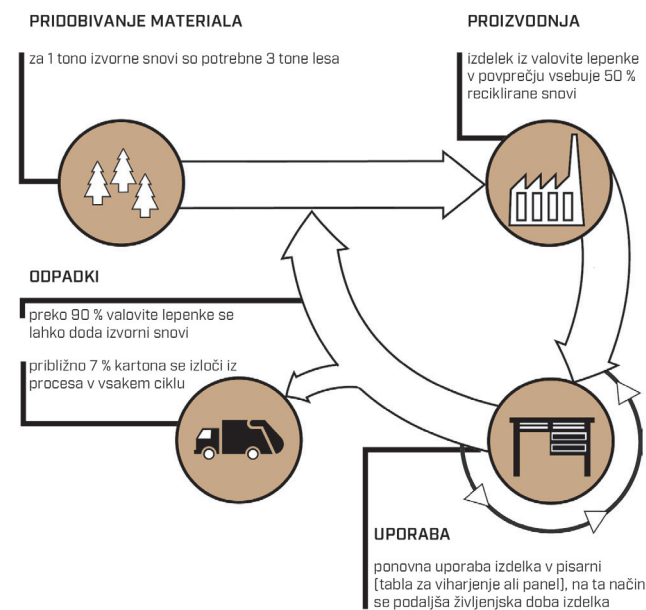 PRIDOBIVANJE MATERIALA
za 1 tono izvorne snovi so potrebne 3 tone lesa
PROIZVODNJA
izdelek iz valovite lepenke
v povprečju vsebuje 50 %
reciklirane snovi
ODPADKI
preko 90 % valovite lepenke se
lahko doda izvorni snovi
približno 7 % kartona se izloči iz
procesa v vsakem ciklu
UPORABA
ponovna uporaba izdelka v pisarni
(tabla za viharjenje ali panel), na ta način
se podaljša življenjska doba izdelka